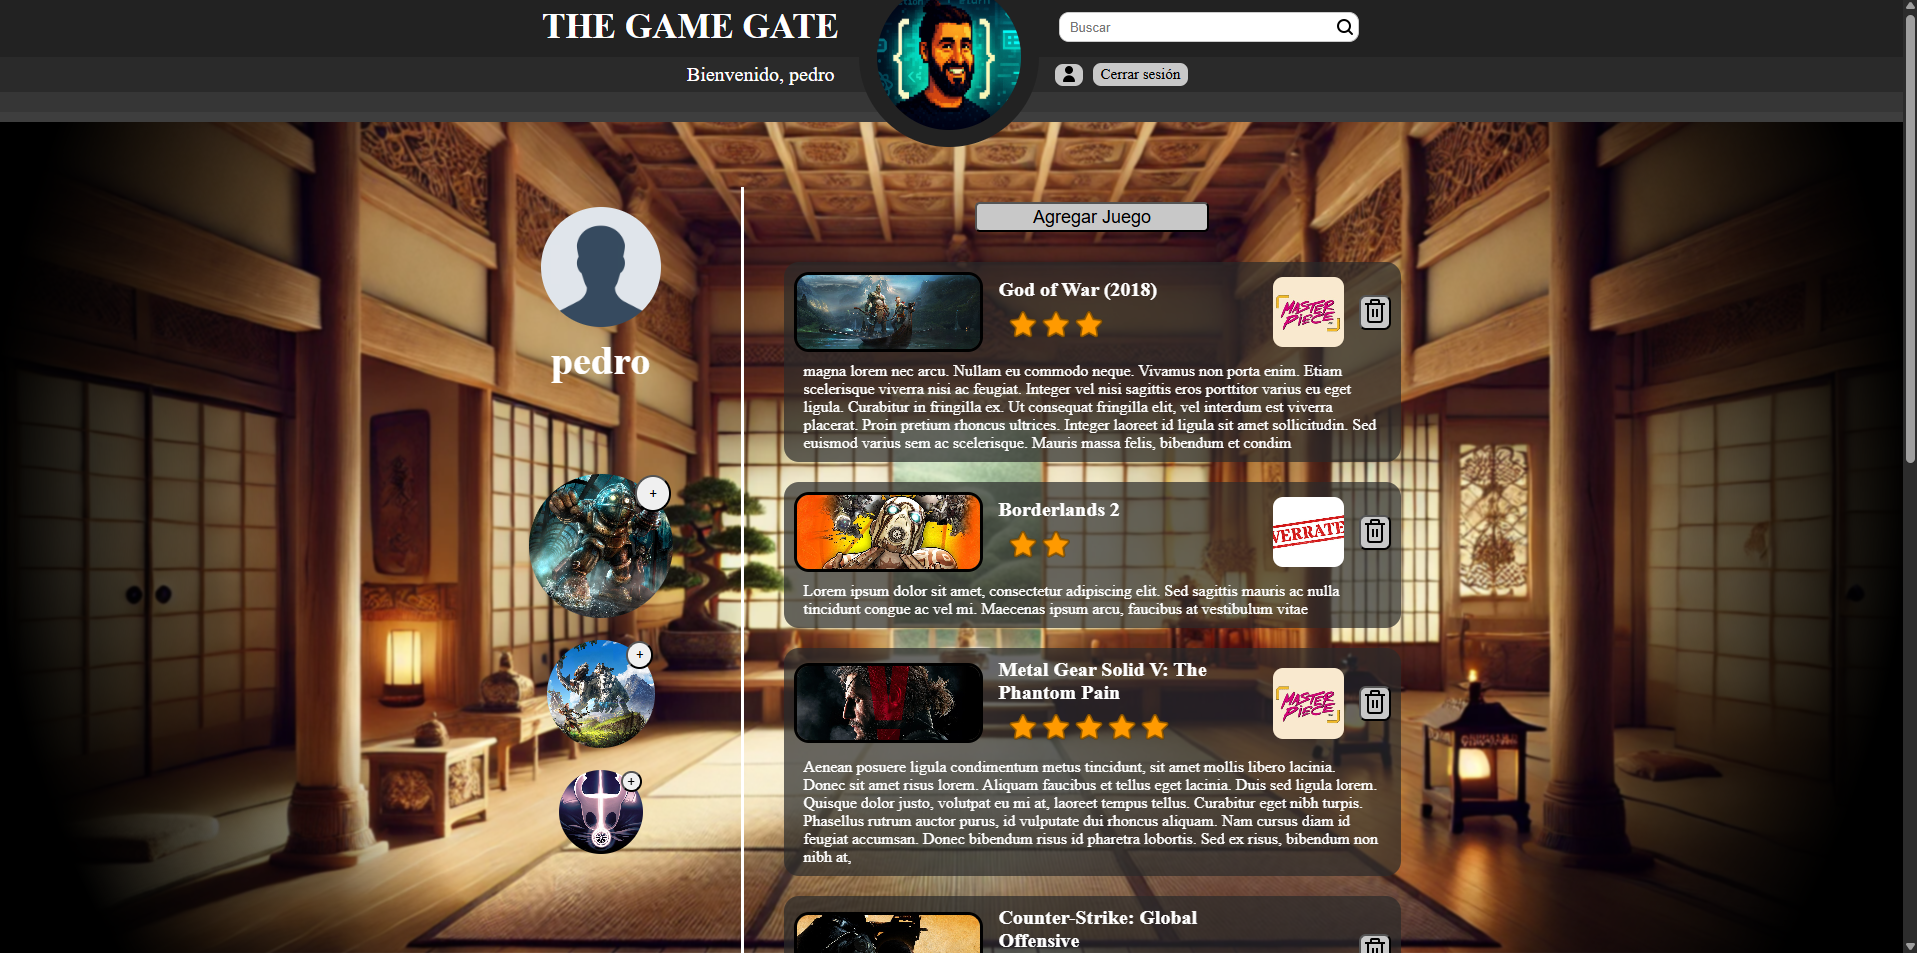 THE GAME GATE
Buscar
Bienvenido, pedro
Cerrar sesión
pedro
+
+
+
Agregar Juego
God of War (2018)
MASTER
PIECE
magna lorem nec arcu. Nullam eu commodo neque. Vivamus non porta enim. Etiam
scelerisque viverra nisi ac feugiat. Integer vel nisi sagittis eros porttitor varius eu eget
ligula. Curabitur in fringilla ex. Ut consequat fringilla elit, vel interdum est viverra
placerat. Proin pretium rhoncus ultrices. Integer laoreet id ligula sit amet sollicitudin. Sed
euismod varius sem ac scelerisque. Mauris massa felis, bibendum et condim
Borderlands 2
VERRATE
Lorem ipsum dolor sit amet, consectetur adipiscing elit. Sed sagittis mauris ac nulla
tincidunt congue ac vel mi. Maecenas ipsum arcu, faucibus at vestibulum vitae
Metal Gear Solid V: The
Phantom Pain
MASTER
PIECE
Aenean posuere ligula condimentum metus tincidunt, sit amet mollis libero lacinia.
Donec sit amet risus lorem. Aliquam faucibus et tellus eget lacinia. Duis sed ligula lorem.
Quisque dolor justo, volutpat eu mi at, laoreet tempus tellus. Curabitur eget nibh turpis.
Phasellus rutrum auctor purus, id vulputate dui rhoncus aliquam. Nam cursus diam id
feugiat accumsan. Donec bibendum risus id pharetra lobortis. Sed ex risus, bibendum non
nibh at,
Counter-Strike: Global
Offensive